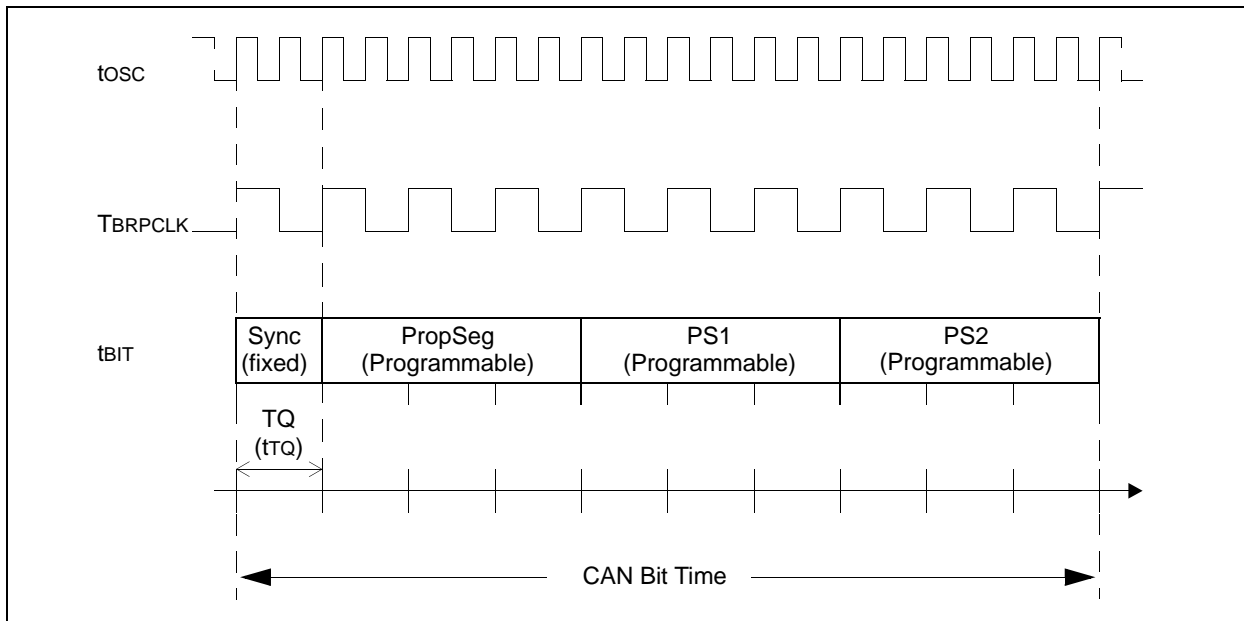 tOSC
TBRPCLK
tBIT
Sync
(fixed)
PropSeg
(Programmable)
PS1
(Programmable)
PS2
(Programmable)
TQ
(tTQ)
CAN Bit Time